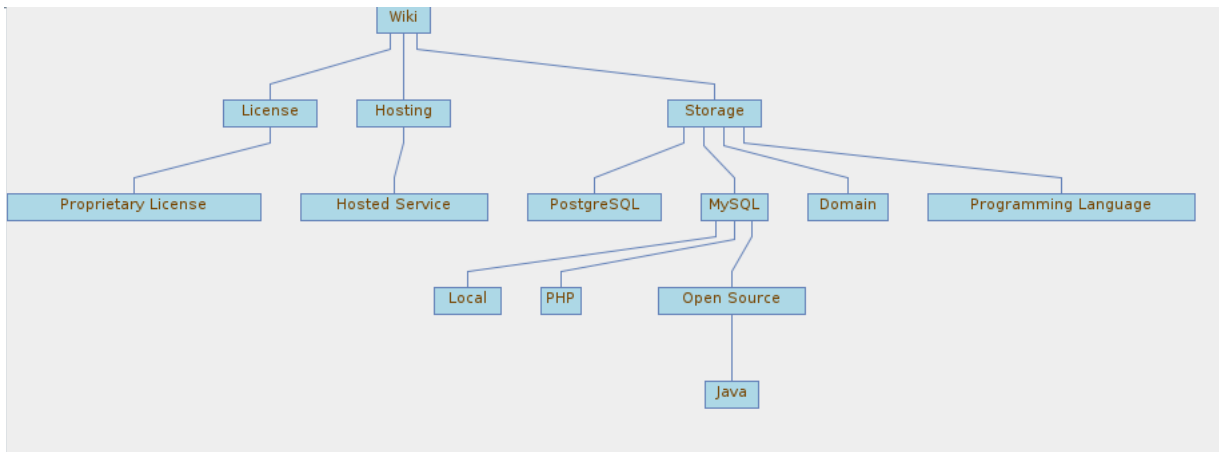 Wiki
License
Hosting
Storage
Proprietary License
Hosted Service
PostgreSQL
MySQL
Domain
Programming Language
Local
PHP
Open Source
Java